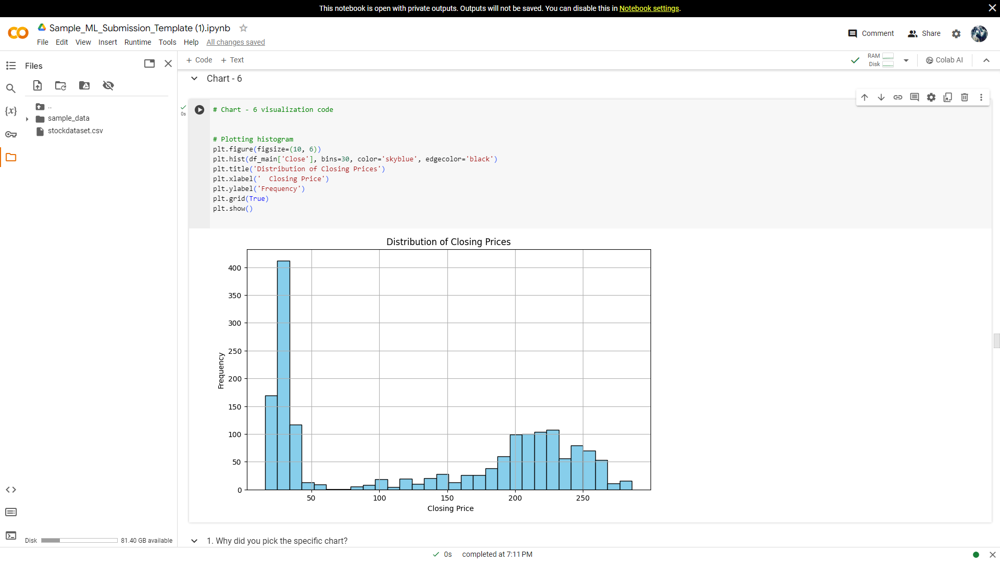 This notebook is open with private outputs. Outputs will not be saved. You can disable this in Notebook settings.
Sample_ML_Submission_Template (1).ipynb
File Edit View Insert Runtime Tools Help All changes saved
Comment Share
Files
+ Code + Text
RAM
Disk
Colab AI
Chart - 6
..
sample_data
stockdataset.csv
{x}
0s
# Chart - 6 visualization code
# Plotting histogram
plt.figure(figsize=(10, 6))
plt.hist(df_main['Close'], bins=30, color='skyblue', edgecolor='black')
plt.title('Distribution of Closing Prices')
plt.xlabel('  Closing Price')
plt.ylabel('Frequency')
plt.grid(True)
plt.show()
Distribution of Closing Prices
400
350
300
250
200
150
100
50
0
Frequency
50 100 150 200 250
Closing Price
1. Why did you pick the specific chart?
Disk 81.40 GB available
0s completed at 7:11 PM